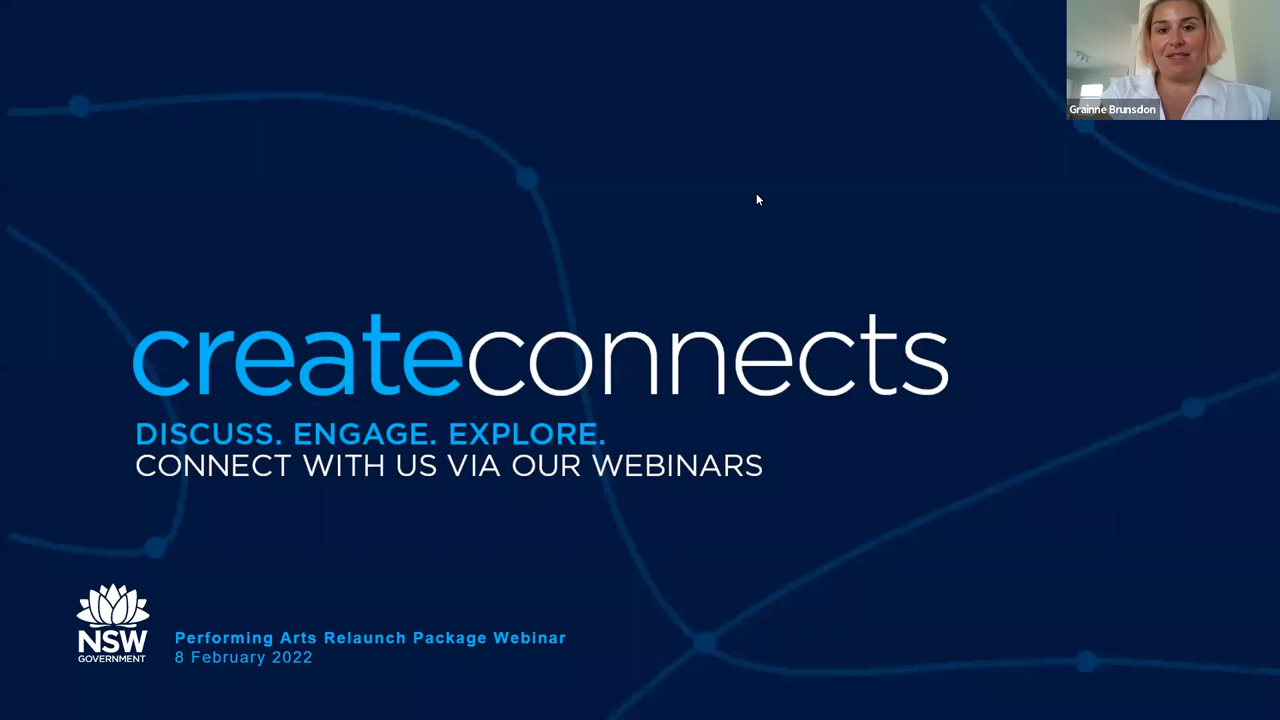 Grainne Brunsdon
createconnects
DISCUSS. ENGAGE. EXPLORE.
CONNECT WITH US VIA OUR WEBINARS
NSW
GOVERNMENT
Performing Arts Relaunch Package Webinar
8 February 2022